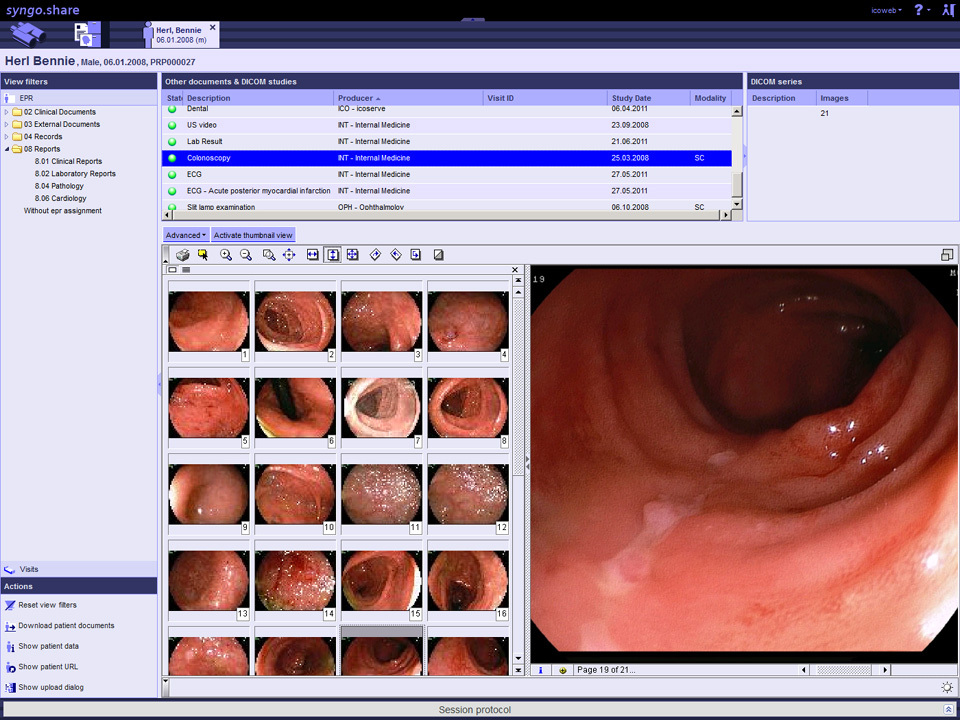 syngo.share
icoweb
?
Herl, Bennie
06.01.2008 (m)
Herl Bennie, Male, 06.01.2008, PRP000027
View filters
EPR
02 Clinical Documents
03 External Documents
04 Records
08 Reports
8.01 Clinical Reports
8.02 Laboratory Reports
8.04 Pathology
8.06 Cardiology
Without epr assignment
Visits
Actions
Reset view filters
Download patient documents
Show patient data
Show patient URL
Show upload dialog
Other documents & DICOM studies
Stat Description Producer Visit ID Study Date Modality
Dental ICO - icoserve 06.04.2011
US video INT - Internal Medicine 23.09.2008
Lab Result INT - Internal Medicine 21.06.2011
Colonoscopy INT - Internal Medicine 25.03.2008 SC
ECG INT - Internal Medicine 27.05.2011
ECG - Acute posterior myocardial infarction INT - Internal Medicine 27.05.2011
Slit lamp examination OPH - Ophthalmolov 06.10.2008 SC
DICOM series
Description Images
21
Advanced Activate thumbnail view
1 2 3 4
5 6 7 8
9 10 11 12
13 14 15 16
19
M
Page 19 of 21...
Session protocol